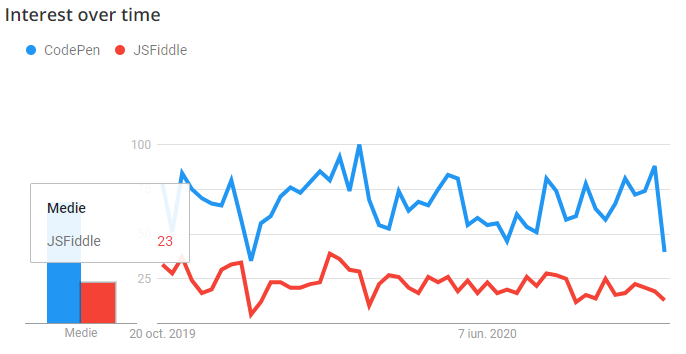 Interest over time
CodePen JSFiddle
100
Medie
JSFiddle 23
25
Medie 20 oct. 2019 7 iun. 2020